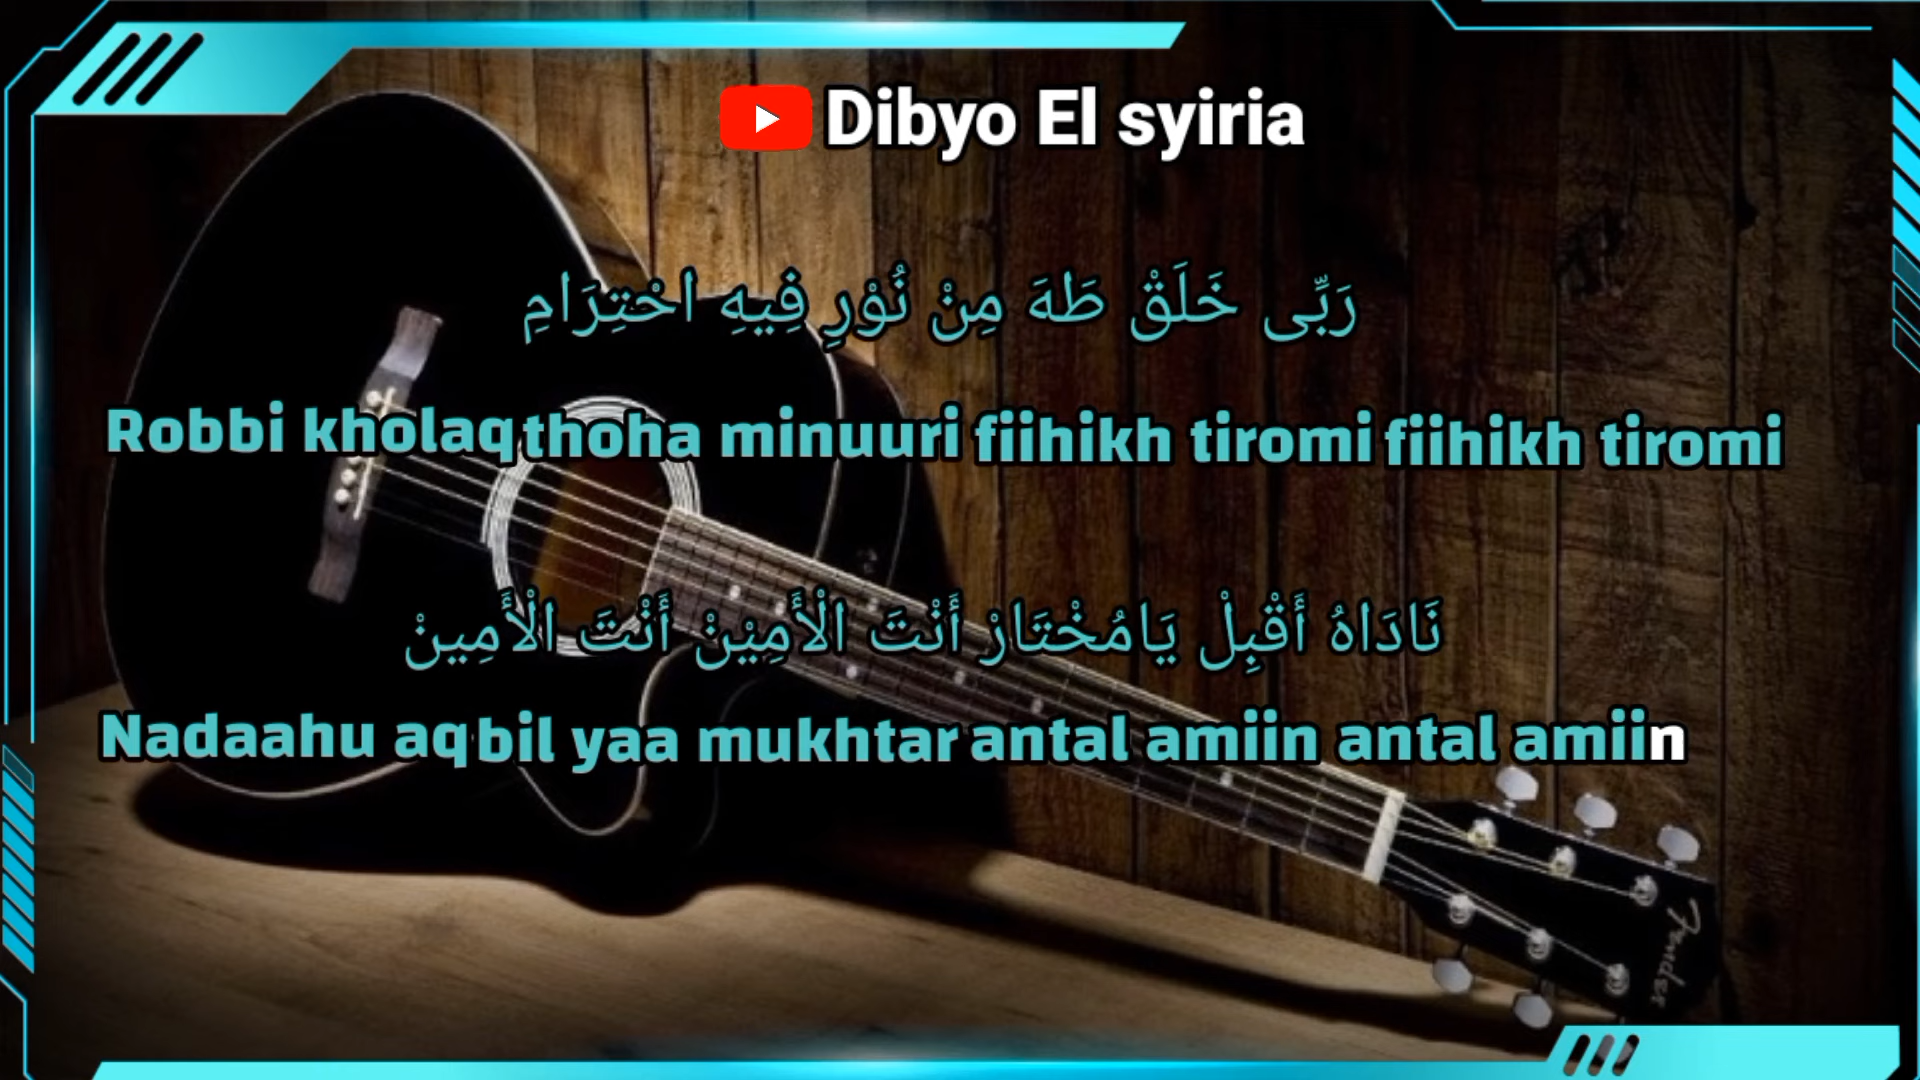 Dibyo El syiria
رَبِّى خَلَقْ طَهَ مِنْ نُوْرِ فِيهِ احْتِرَامِ
Robbi kholaq thoha minuuri fiihikh tiromi fiihikh tiromi
نَادَاهُ أَقْبِلْ يَامُخْتَارْ أَنْتَ الْأَمِيْنْ أَنْتَ الْأَمِينْ
Nadaahu aqbil yaa mukhtar antal amiin antal amiin
Fender